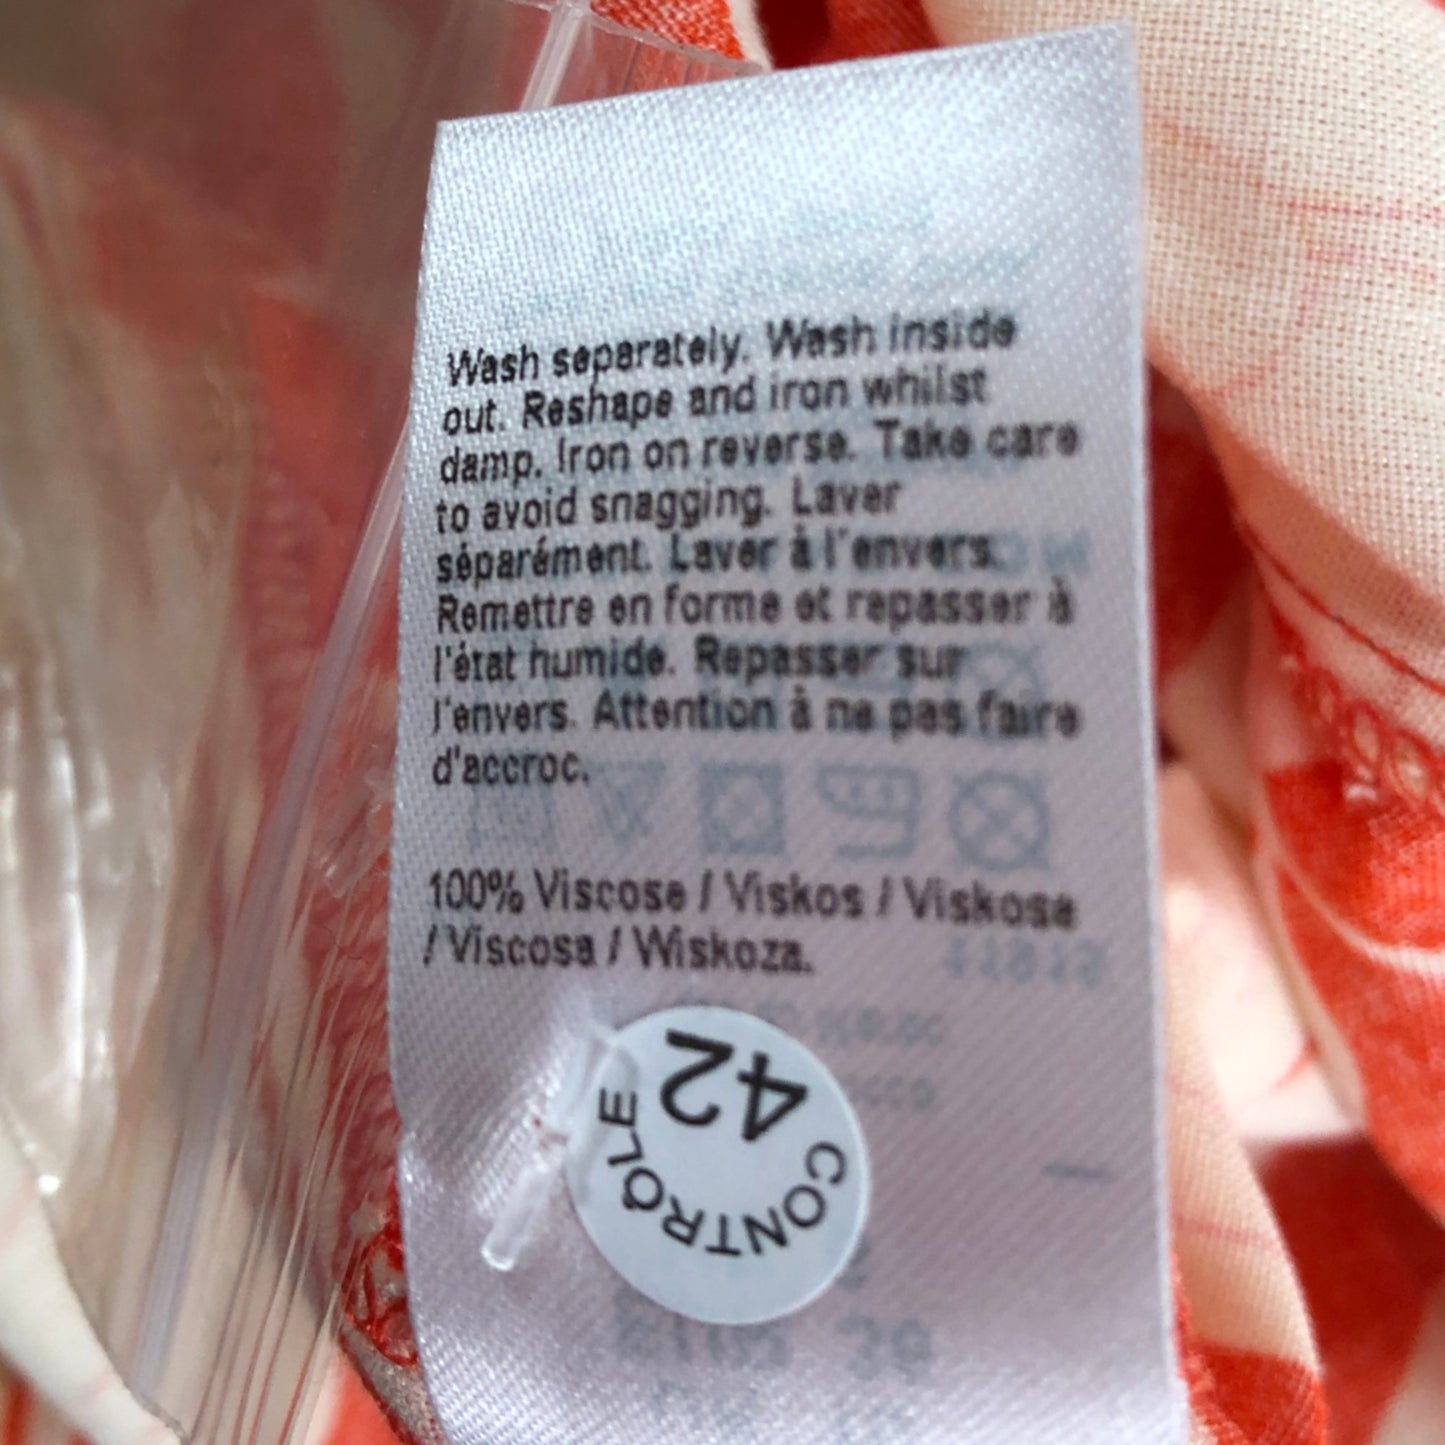 Wash separately. Wash inside
out. Reshape and iron whilst
damp. Iron on reverse. Take care
to avoid snagging. Laver
séparément. Laver à l'envers.
Remettre en forme et repasser à
l'état humide. Repasser sur
l'envers. Attention à ne pas faire
d'accroc.
100% Viscose / Viskos / Viskose
/ Viscosa / Wiskoza.
42
CONTRÔLE